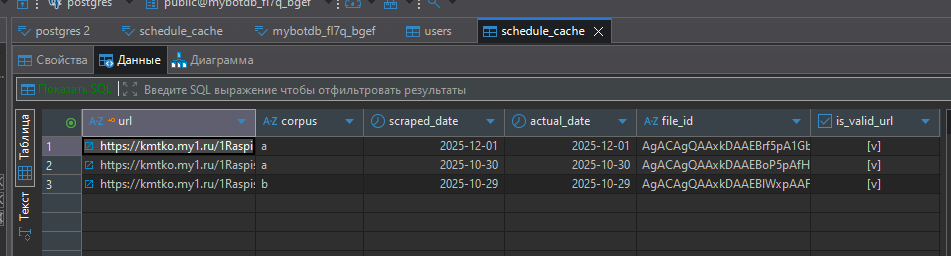 postgres public@mybotdb_fl7q_bgef
postgres 2 schedule_cache mybotdb_fl7q_bgef users schedule_cache
Свойства Данные Диаграмма
Показать SQL Введите SQL выражение чтобы отфильтровать результаты
Таблица
Текст
A-Z url A-Z corpus scraped_date actual_date A-Z file_id is_valid_url
1 https://kmtko.my1.ru/1Raspi a 2025-12-01 2025-12-01 AgACAgQAAxkDAAEBrf5pA1Gb [v]
2 https://kmtko.my1.ru/1Raspis a 2025-10-30 2025-10-30 AgACAgQAAxkDAAEBoP5pAfH [v]
3 https://kmtko.my1.ru/1Raspis b 2025-10-29 2025-10-29 AgACAgQAAxkDAAEBIWxpAAF [v]